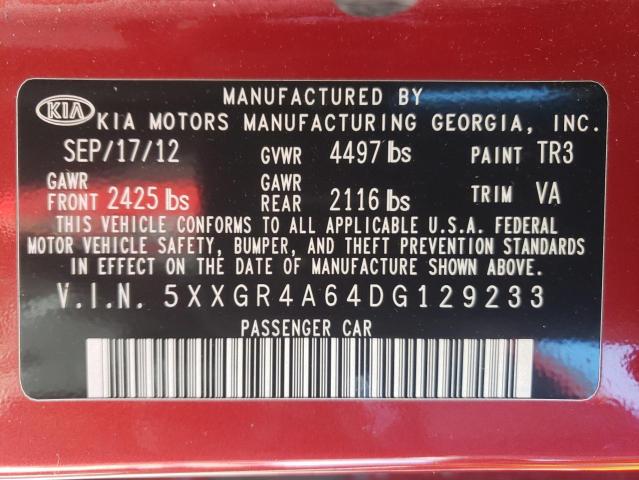 MANUFACTURED BY
KIA KIA MOTORS MANUFACTURING GEORGIA, INC.
SEP/17/12 GVWR 4497 lbs PAINT TR3
GAWR FRONT 2425 lbs GAWR REAR 2116 lbs TRIM VA
THIS VEHICLE CONFORMS TO ALL APPLICABLE U.S.A. FEDERAL
MOTOR VEHICLE SAFETY, BUMPER, AND THEFT PREVENTION STANDARDS
IN EFFECT ON THE DATE OF MANUFACTURE SHOWN ABOVE.
V.I.N. 5XXGR4A64DG129233
PASSENGER CAR